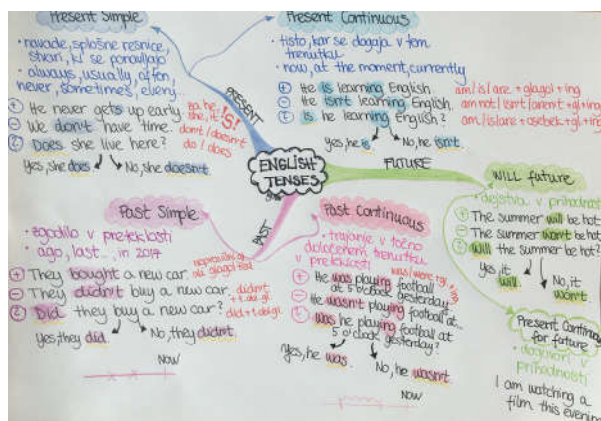 Present Simple
• navade, splošne resnice,
stvari, ki se ponavljajo
• always, usually, often,
never, sometimes, every...
+ He never gets up early
- We don't have time.
? Does she live here?
Yes, she does.
No, she doesn't.
za he,
she, it
'S!
don't / doesn't
do / does
PRESENT
Present Continuous
• tisto, kar se dogaja v tem
trenutku
• now, at the moment, currently
+ He is learning English.
- He isn't learning English.
? Is he learning English?
Yes, he is.
No, he isn't.
am/is/are + glagol + ing
am not/isn't/aren't + gl + ing
am/is/are + osebek + gl + ing
ENGLISH
TENSES
FUTURE
Will future
• dejstva v prihodnosti
+ The summer will be hot.
- The summer won't be hot.
? Will the summer be hot?
Yes, it
will.
No, it
won't.
Present Continuous
for future
• dogovori v
prihodnosti
I am watching a
film this evening
PAST
Past Simple
• zgodilo v preteklosti
• ago, last... in 2017
+ They bought a new car.
- They didn't buy a new car.
? Did they buy a new car?
Yes, they did.
No, they didn't.
NOW
Past Continuous
• trajanje v točno
določenem trenutku
v preteklosti
was/were + gl + ing
+ He was playing football
at 5 o'clock yesterday.
- He wasn't playing football at...
? Was he playing football at
5 o'clock yesterday?
Yes, he was.
No, he wasn't.
NOW